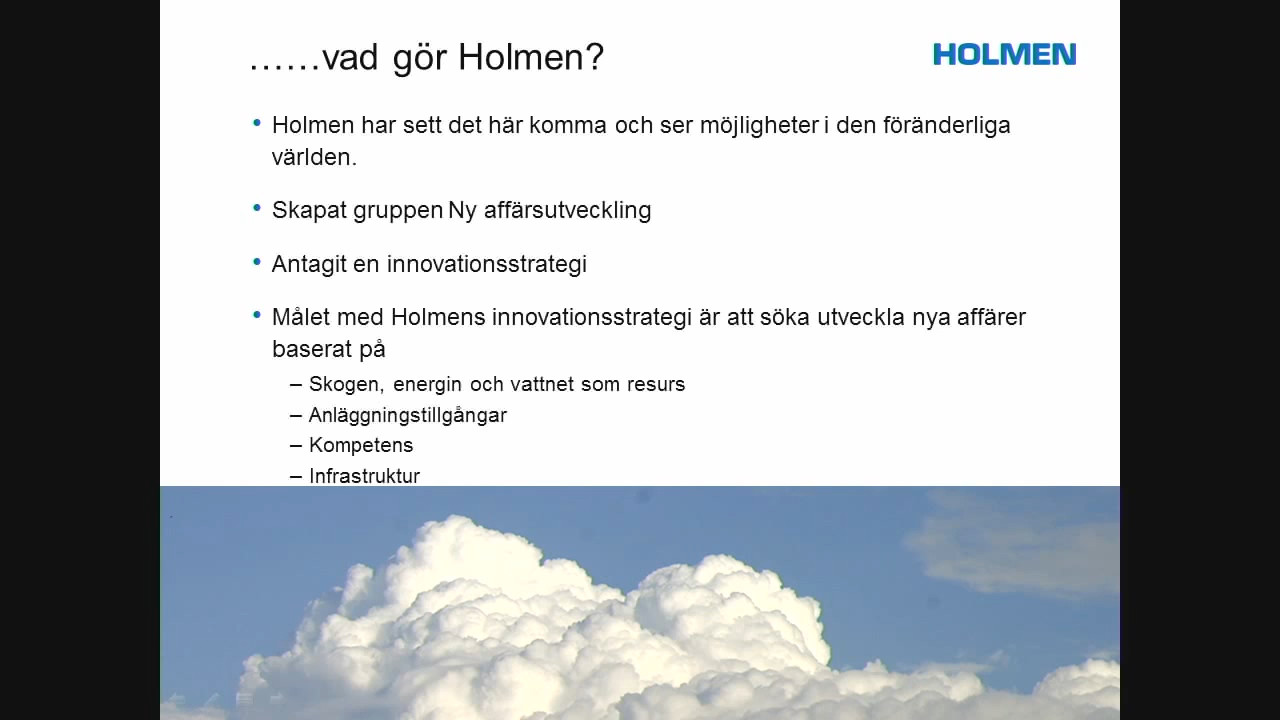 ……vad gör Holmen?
HOLMEN
• Holmen har sett det här komma och ser möjligheter i den föränderliga
världen.
• Skapat gruppen Ny affärsutveckling
• Antagit en innovationsstrategi
• Målet med Holmens innovationsstrategi är att söka utveckla nya affärer
baserat på
– Skogen, energin och vattnet som resurs
– Anläggningstillgångar
– Kompetens
– Infrastruktur